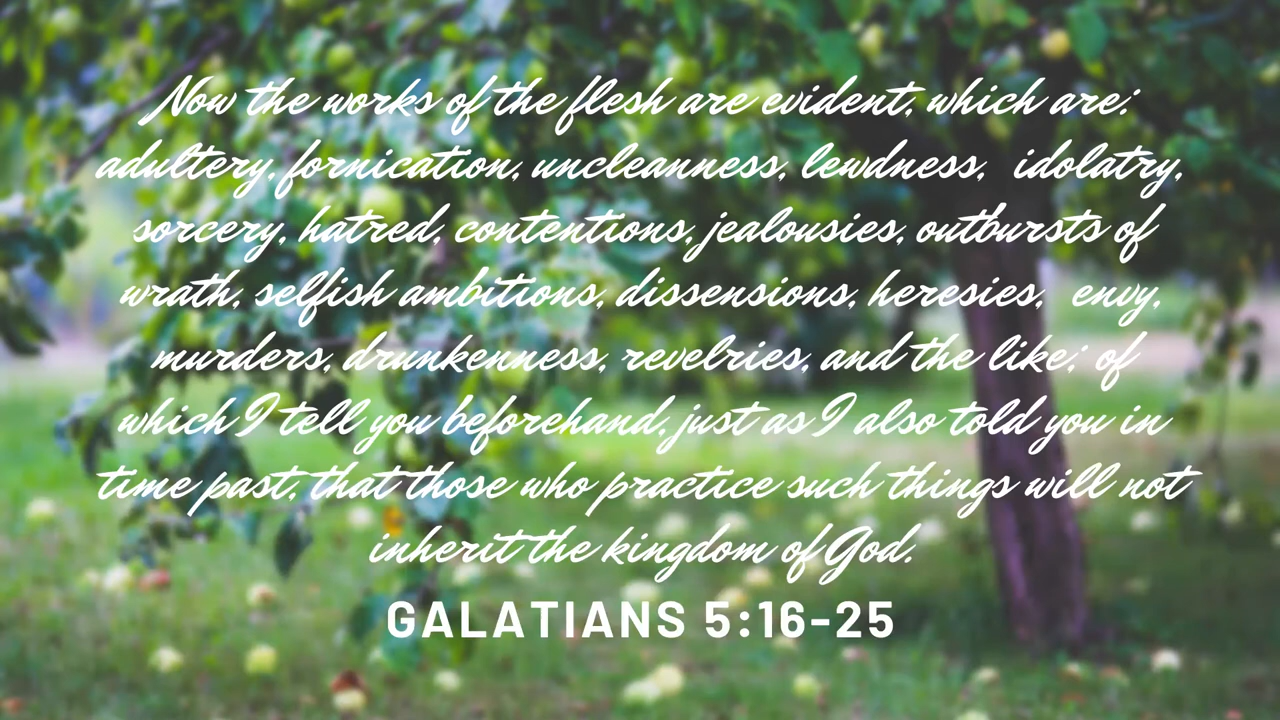 Now the works of the flesh are evident, which are:
adultery, fornication, uncleanness, lewdness, idolatry,
sorcery, hatred, contentions, jealousies, outbursts of
wrath, selfish ambitions, dissensions, heresies, envy,
murders, drunkenness, revelries, and the like; of
which I tell you beforehand, just as I also told you in
time past, that those who practice such things will not
inherit the kingdom of God.
GALATIANS 5:16-25